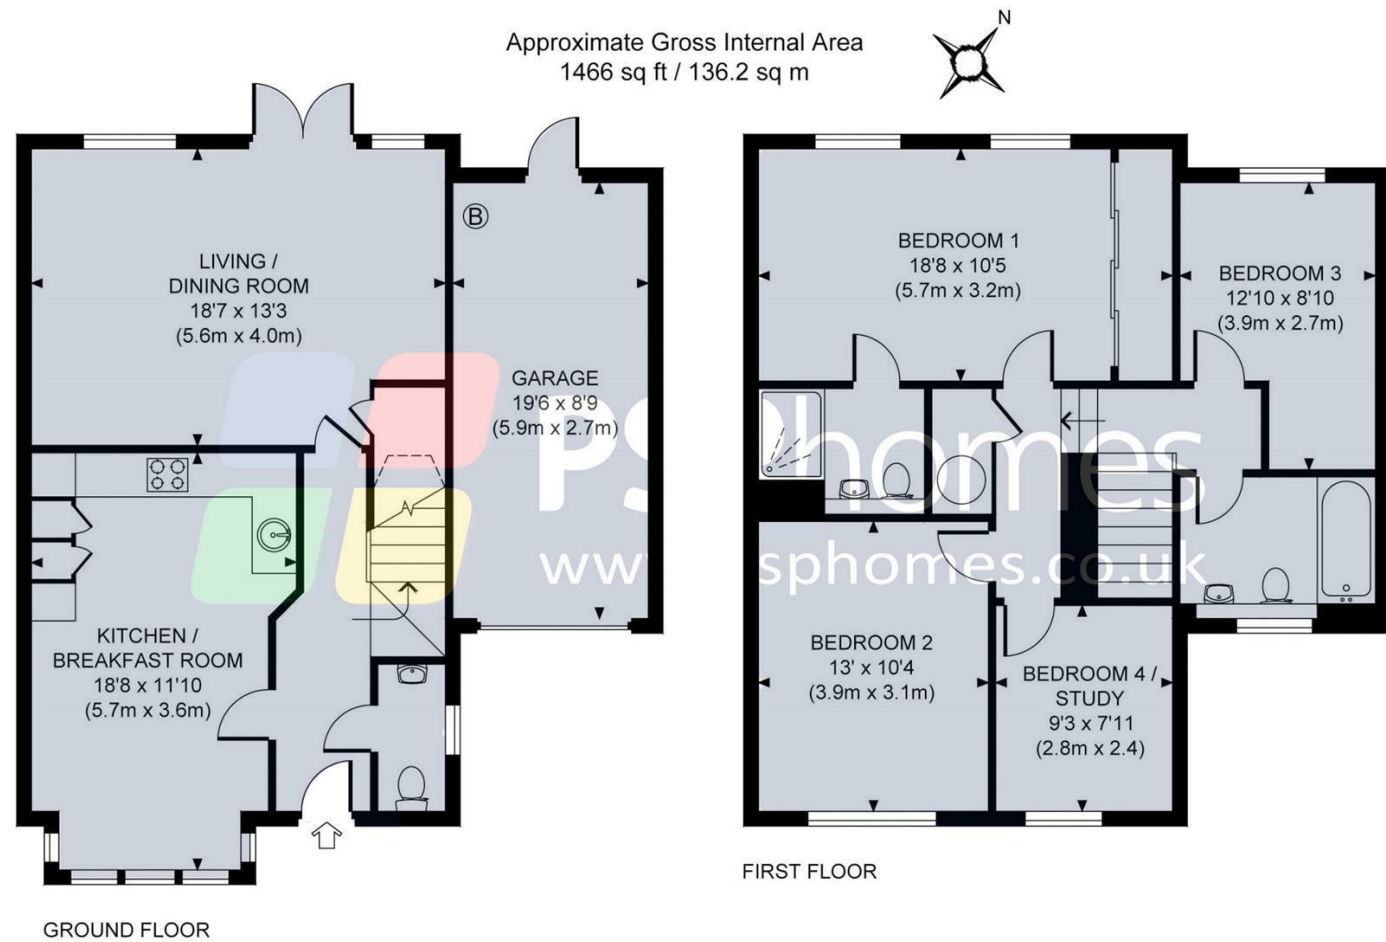 Approximate Gross Internal Area
1466 sq ft / 136.2 sq m
N
LIVING /
DINING ROOM
18'7 x 13'3
(5.6m x 4.0m)
B
GARAGE
19'6 x 8'9
(5.9m x 2.7m)
KITCHEN /
BREAKFAST ROOM
18'8 x 11'10
(5.7m x 3.6m)
GROUND FLOOR
BEDROOM 1
18'8 x 10'5
(5.7m x 3.2m)
BEDROOM 3
12'10 x 8'10
(3.9m x 2.7m)
BEDROOM 2
13' x 10'4
(3.9m x 3.1m)
BEDROOM 4 /
STUDY
9'3 x 7'11
(2.8m x 2.4)
FIRST FLOOR
PSPhomes
www.psphomes.co.uk